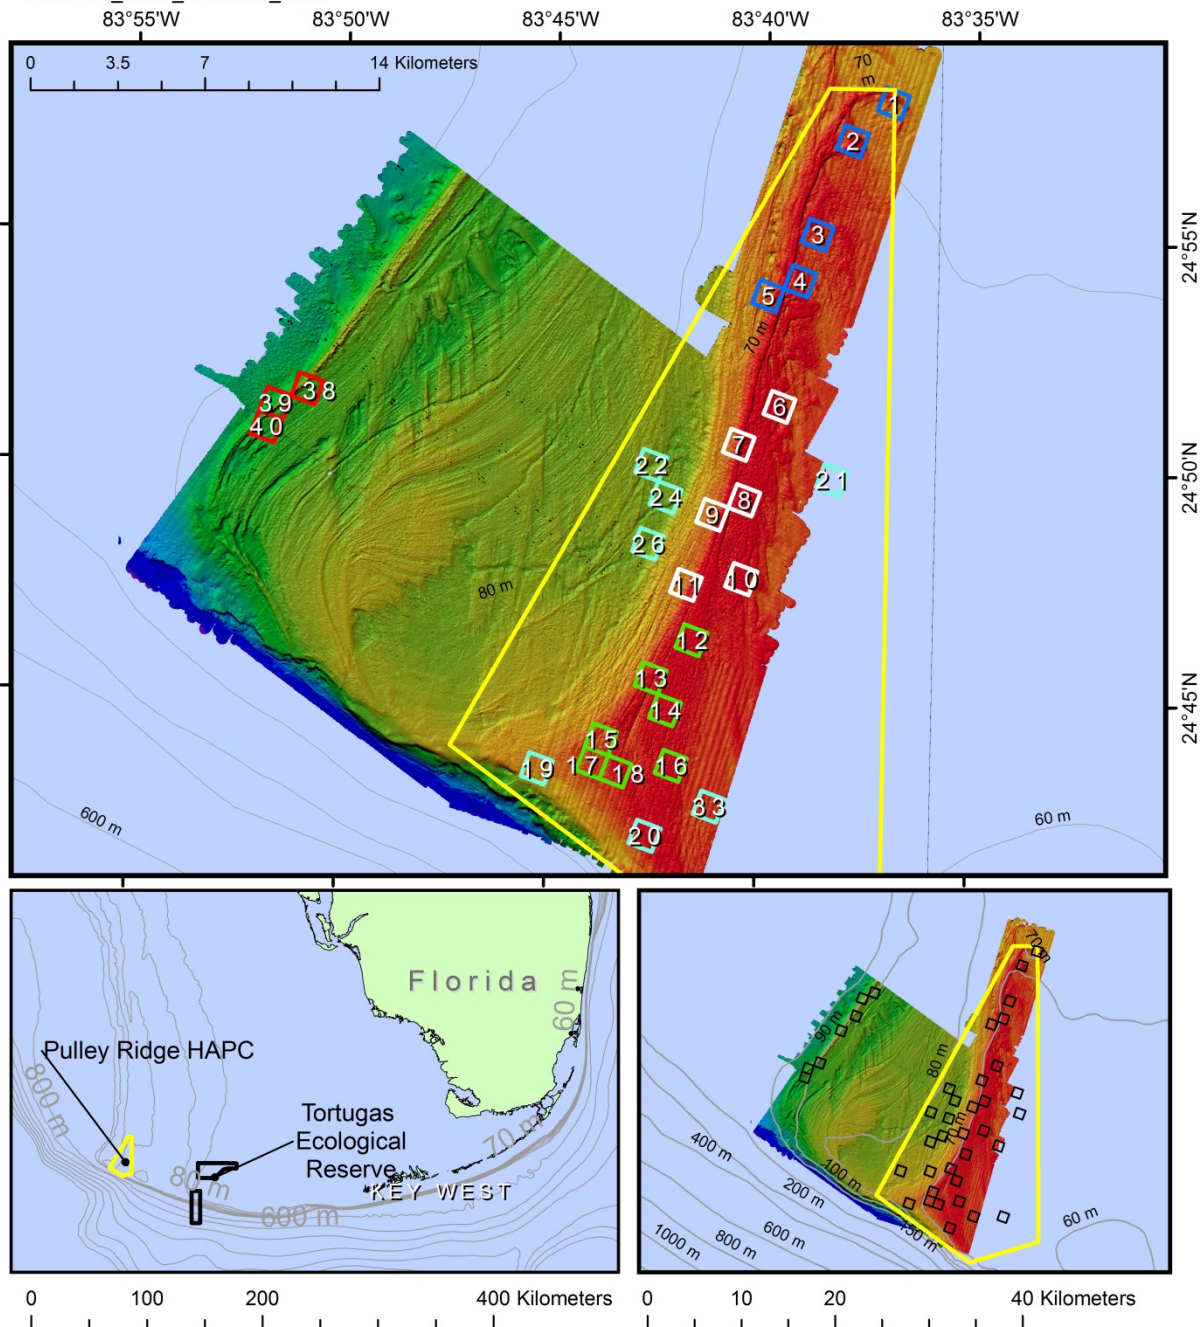 83°55'W 83°50'W 83°45'W 83°40'W 83°35'W
0 3.5 7 14 Kilometers
70
m
1
2
3
4
5
70 m
24°55'N
38
39
40
6
7
22
21
24
8
9
24°50'N
26
80 m
11
10
12
13
14
24°45'N
15
17
18
16
19
33
20
600 m
60 m
Florida
60 m
Pulley Ridge HAPC
800 m
Tortugas
Ecological
Reserve
70 m
80 m
KEY WEST
600 m
70 m
90 m
80 m
70 m
400 m
100 m
200 m
150 m
60 m
600 m
800 m
1000 m
0 100 200 400 Kilometers
0 10 20 40 Kilometers